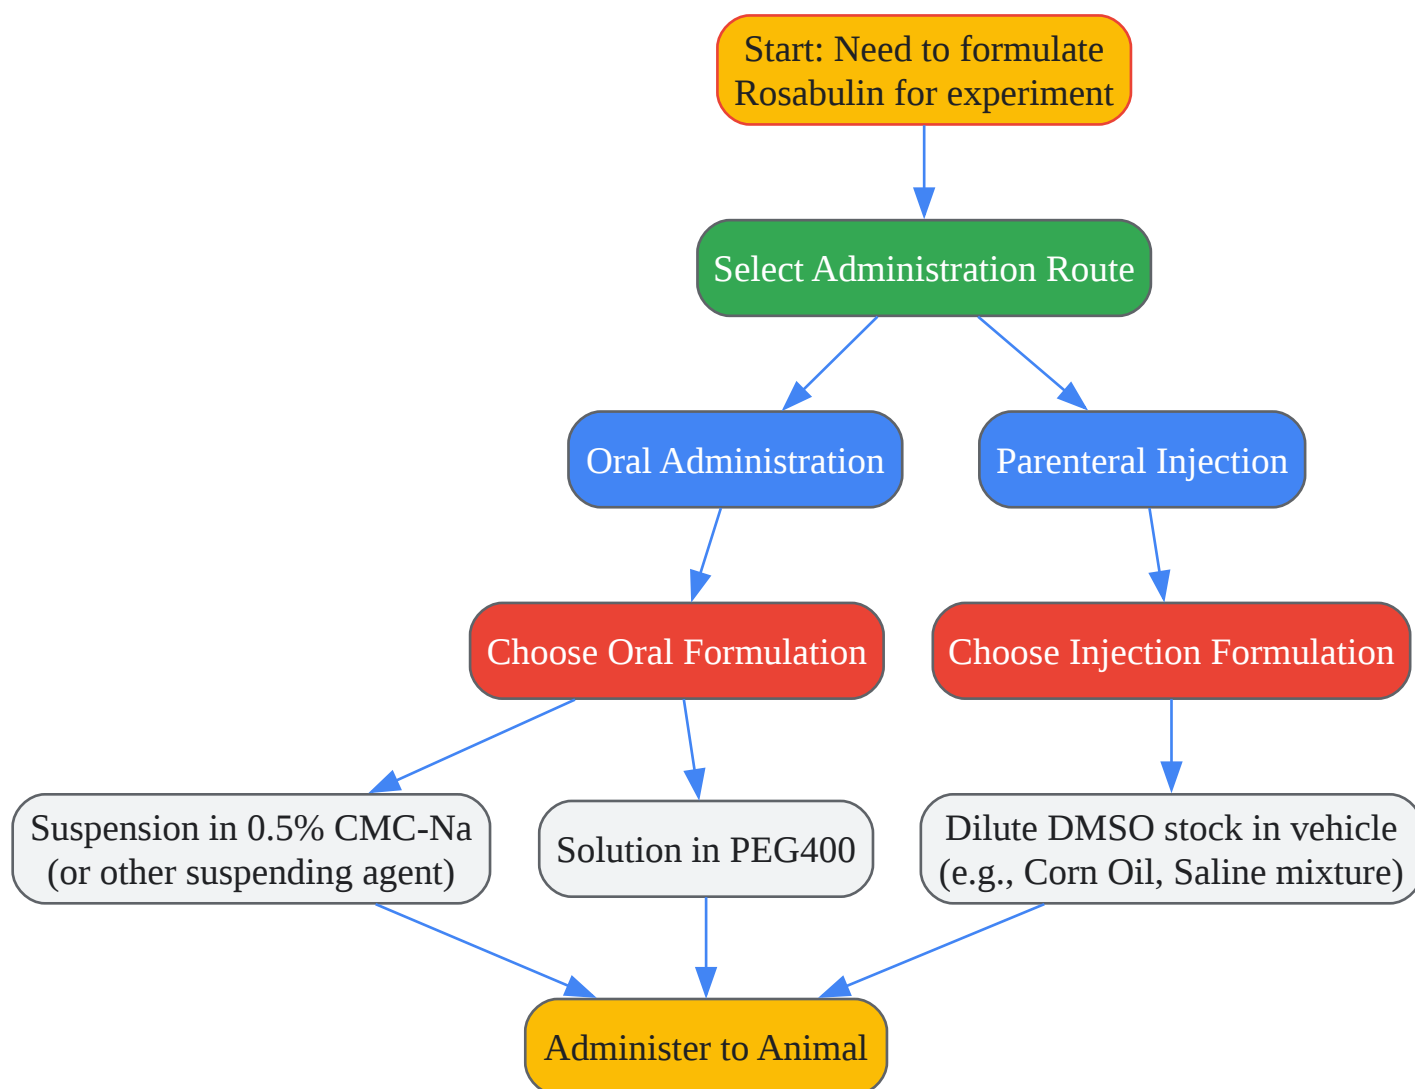 Start: Need to formulate
Rosabulin for experiment
Select Administration Route
Oral Administration
Parenteral Injection
Choose Oral Formulation
Choose Injection Formulation
Suspension in 0.5% CMC-Na
(or other suspending agent)
Solution in PEG400
Dilute DMSO stock in vehicle
(e.g., Corn Oil, Saline mixture)
Administer to Animal